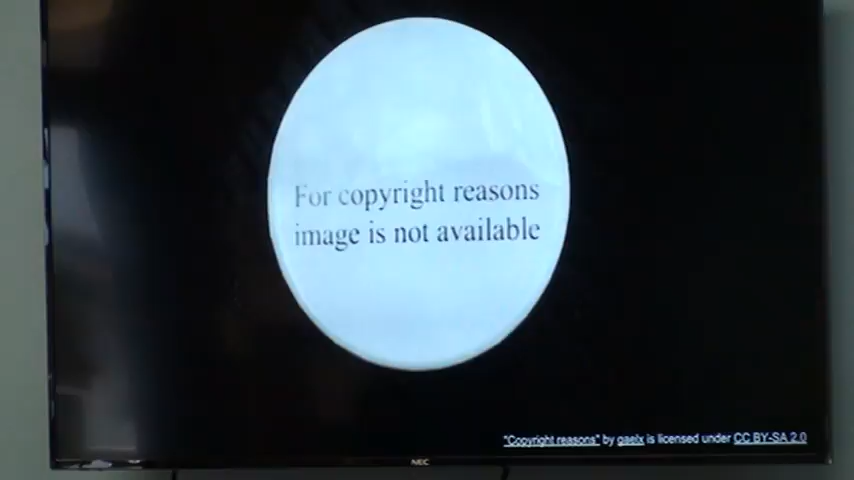 For copyright reasons
image is not available
"Copyright reasons" by gaelx is licensed under CC BY-SA 2.0
NEC